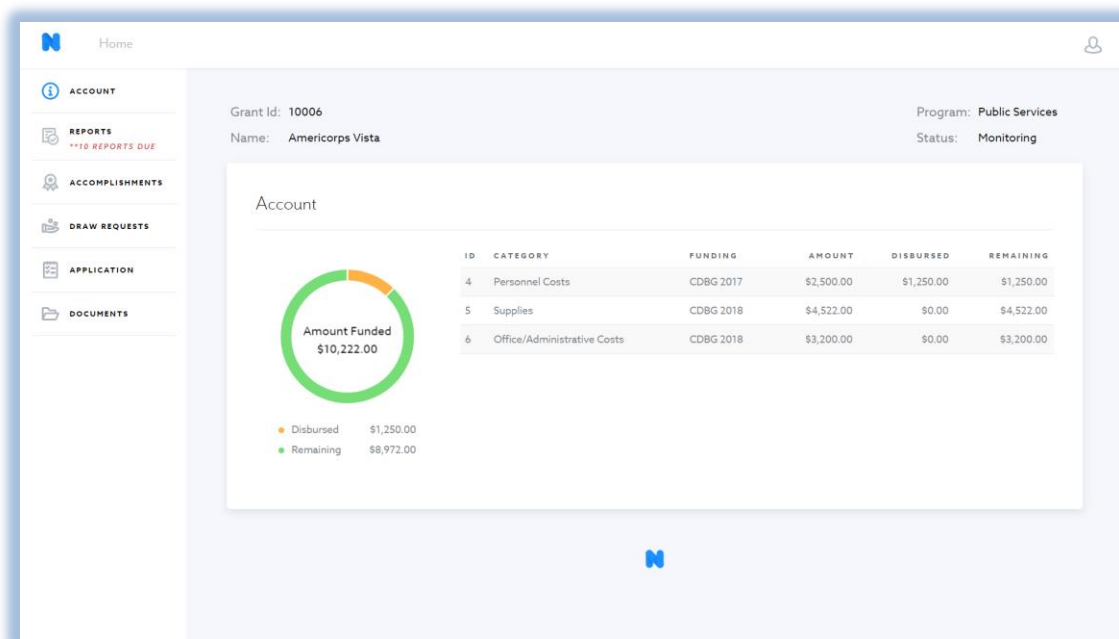 Home
ACCOUNT
REPORTS
**10 REPORTS DUE
ACCOMPLISHMENTS
DRAW REQUESTS
APPLICATION
DOCUMENTS
Grant Id: 10006
Name: Americorps Vista
Program: Public Services
Status: Monitoring
Account
Amount Funded
$10,222.00
Disbursed $1,250.00
Remaining $8,972.00
ID CATEGORY FUNDING AMOUNT DISBURSED REMAINING
4 Personnel Costs CDBG 2017 $2,500.00 $1,250.00 $1,250.00
5 Supplies CDBG 2018 $4,522.00 $0.00 $4,522.00
6 Office/Administrative Costs CDBG 2018 $3,200.00 $0.00 $3,200.00